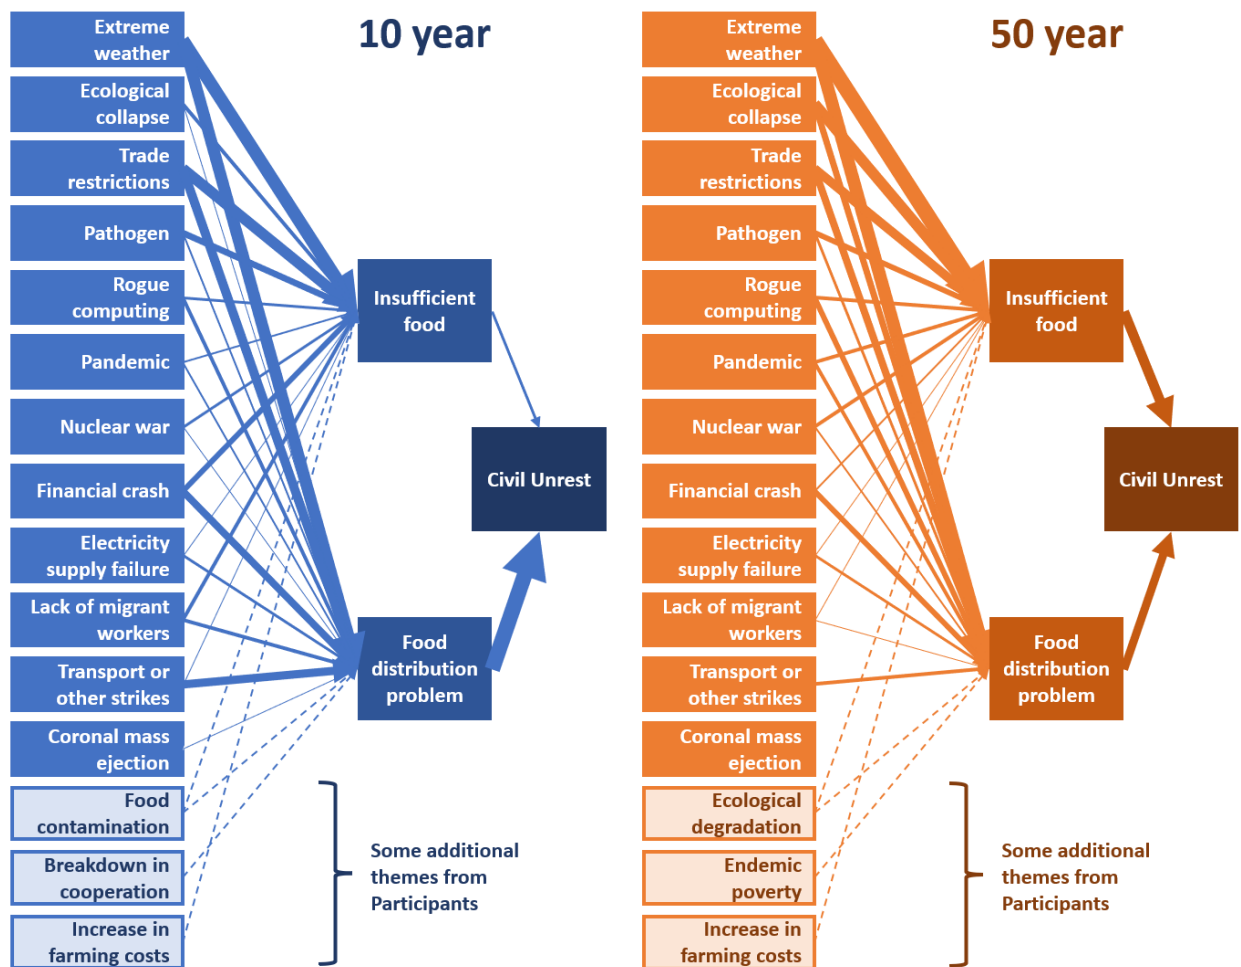 10 year
Extreme
weather
Ecological
collapse
Trade
restrictions
Pathogen
Rogue
computing
Pandemic
Nuclear war
Financial crash
Electricity
supply failure
Lack of migrant
workers
Transport or
other strikes
Coronal mass
ejection
Food
contamination
Breakdown in
cooperation
Increase in
farming costs
Insufficient
food
Civil Unrest
Food
distribution
problem
Some additional
themes from
Participants
50 year
Extreme
weather
Ecological
collapse
Trade
restrictions
Pathogen
Rogue
computing
Pandemic
Nuclear war
Financial crash
Electricity
supply failure
Lack of migrant
workers
Transport or
other strikes
Coronal mass
ejection
Ecological
degradation
Endemic
poverty
Increase in
farming costs
Insufficient
food
Civil Unrest
Food
distribution
problem
Some additional
themes from
Participants